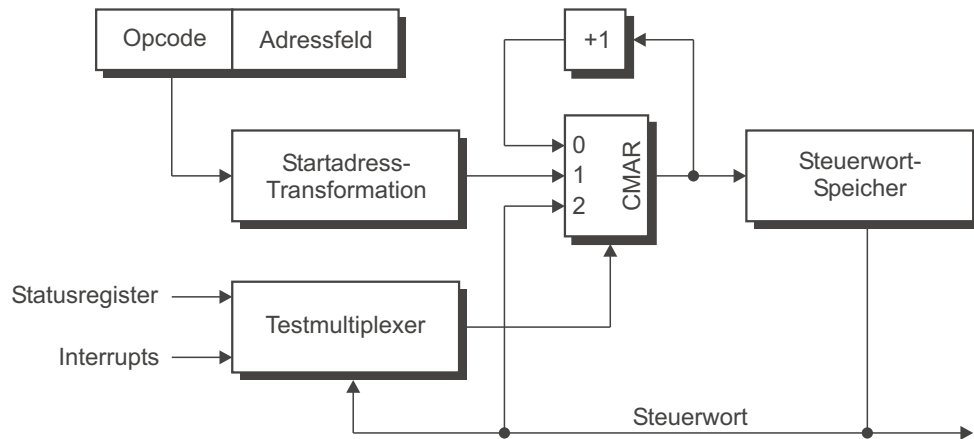 Opcode
Adressfeld
+1
0
1
2
CMAR
Startadress-
Transformation
Steuerwort-
Speicher
Statusregister
Interrupts
Testmultiplexer
Steuerwort